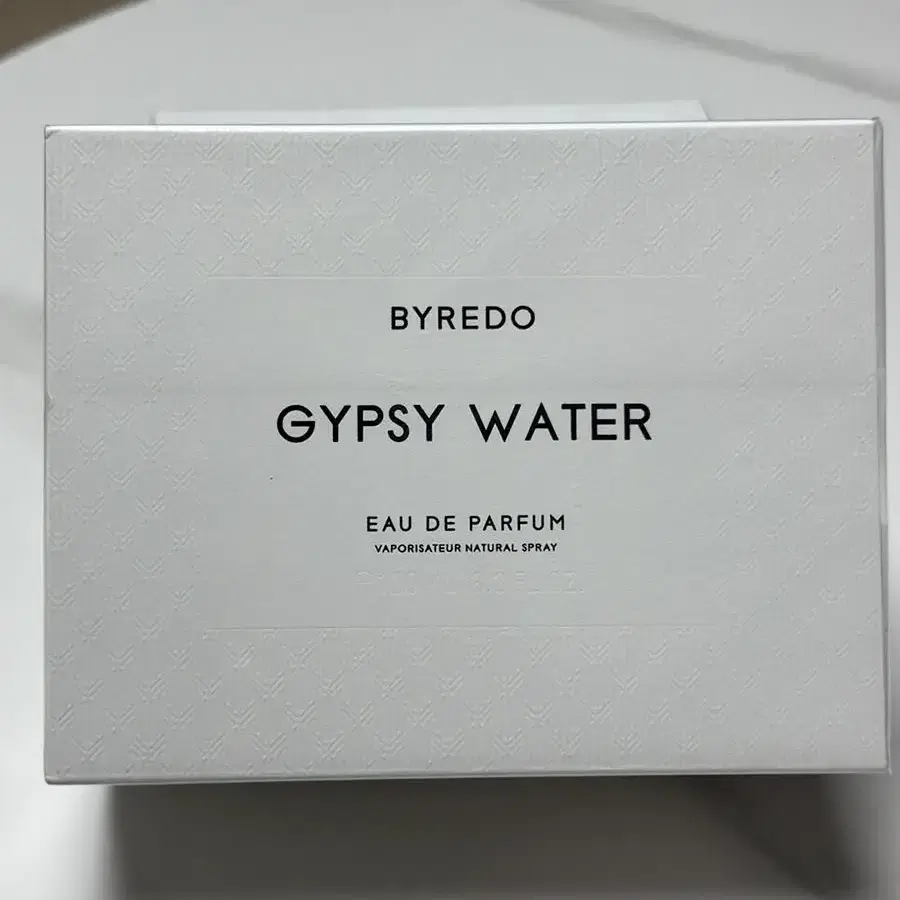 BYREDO
GYPSY WATER
EAU DE PARFUM
VAPORISATEUR NATURAL SPRAY